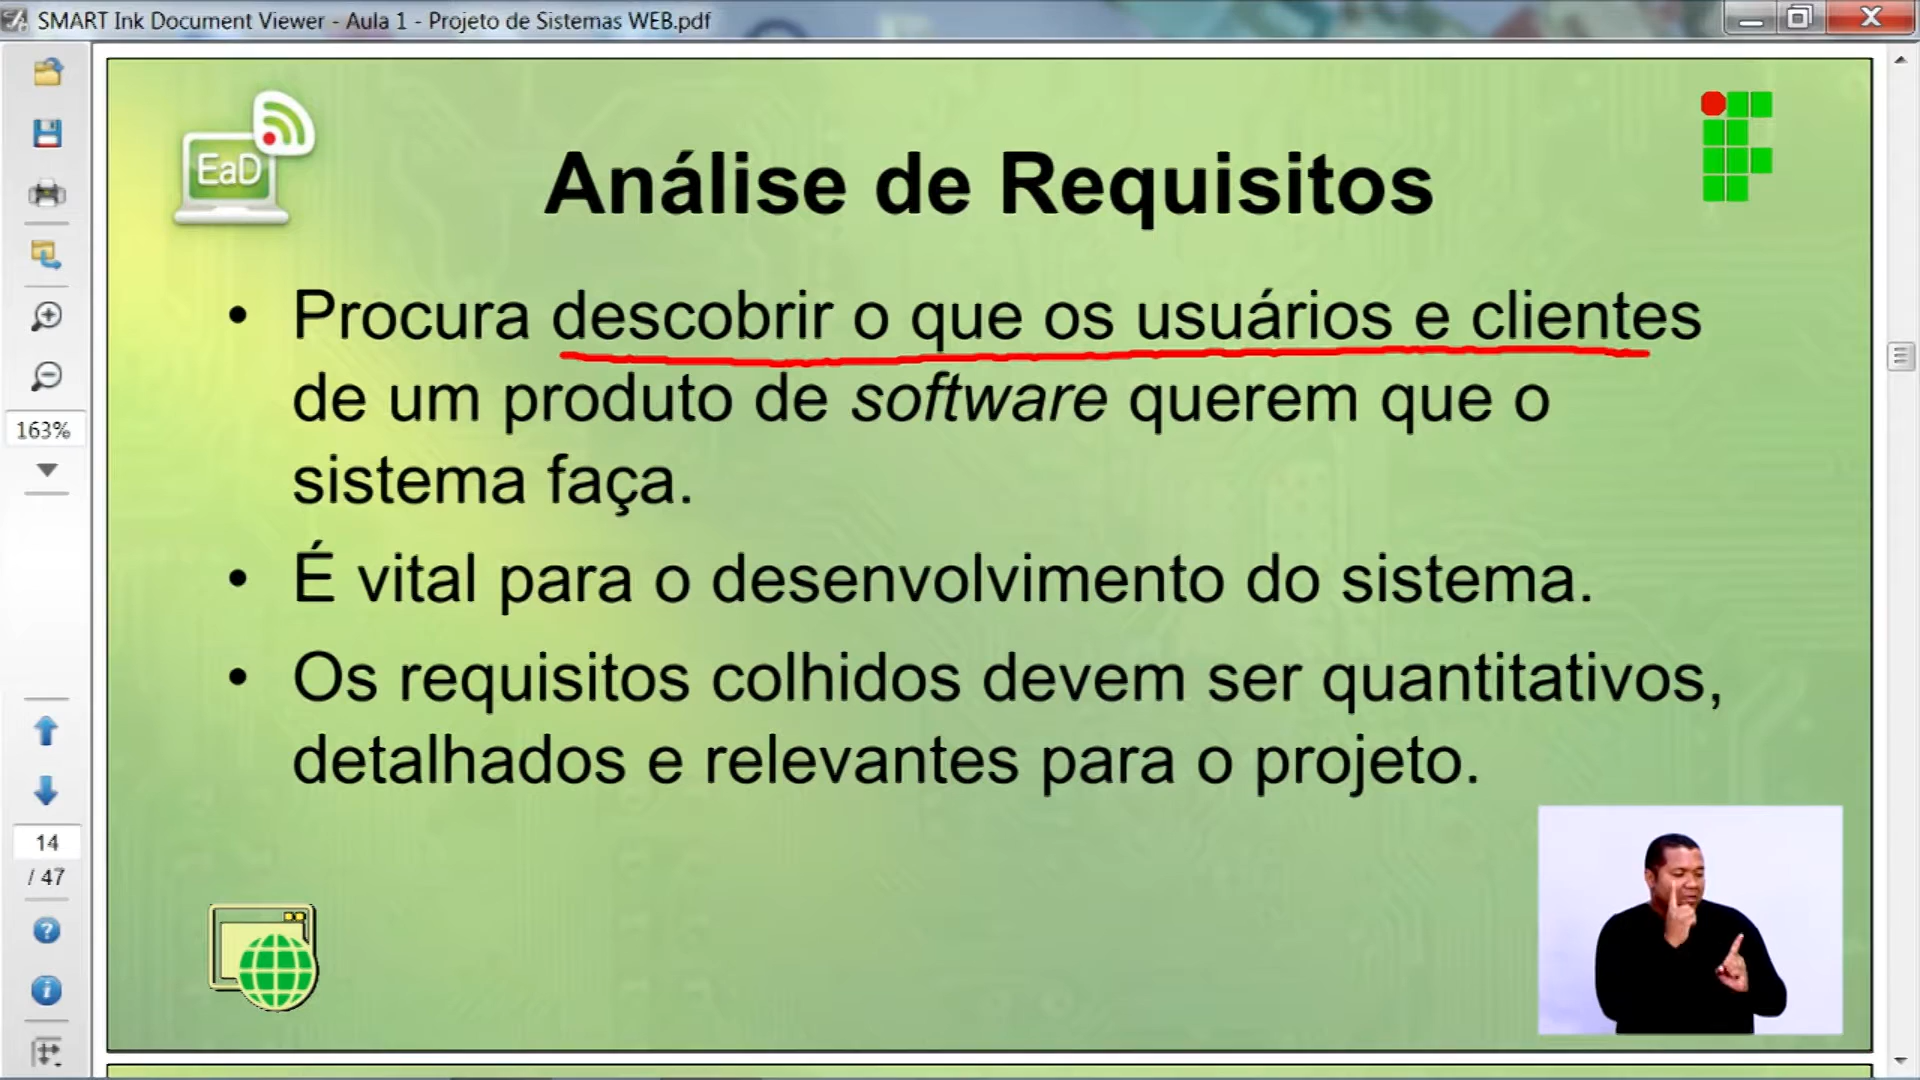 SMART Ink Document Viewer - Aula 1 - Projeto de Sistemas WEB.pdf
EaD
Análise de Requisitos
• Procura descobrir o que os usuários e clientes
de um produto de software querem que o
sistema faça.
• É vital para o desenvolvimento do sistema.
• Os requisitos colhidos devem ser quantitativos,
detalhados e relevantes para o projeto.
163%
14
/ 47